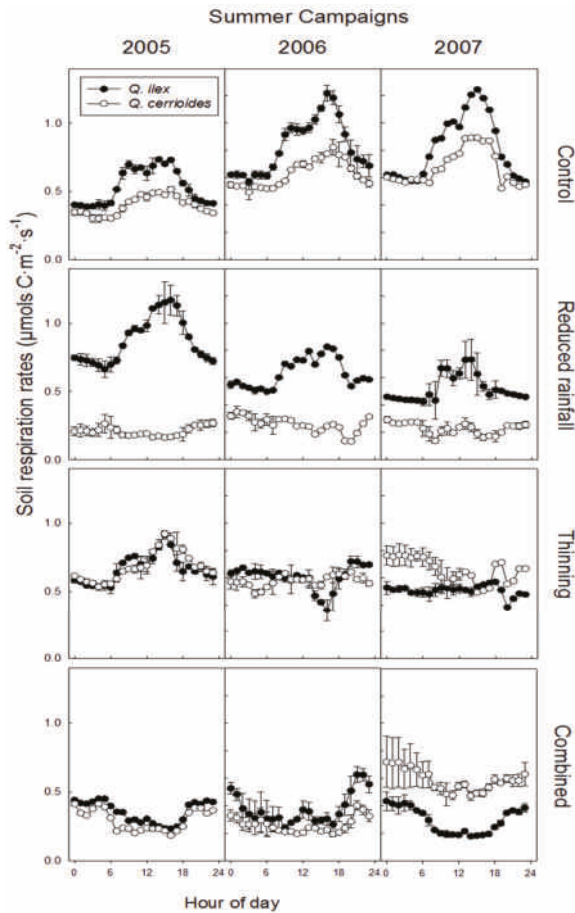 Summer Campaigns
2005 2006 2007
Q. ilex
Q. cerrioides
Soil respiration rates (μmols C·m⁻²·s⁻¹)
1.0
0.5
0.0
Control
1.0
0.5
0.0
Reduced rainfall
1.0
0.5
0.0
Thinning
1.0
0.5
0.0
Combined
0 6 12 18 24 0 6 12 18 24 0 6 12 18 23
Hour of day